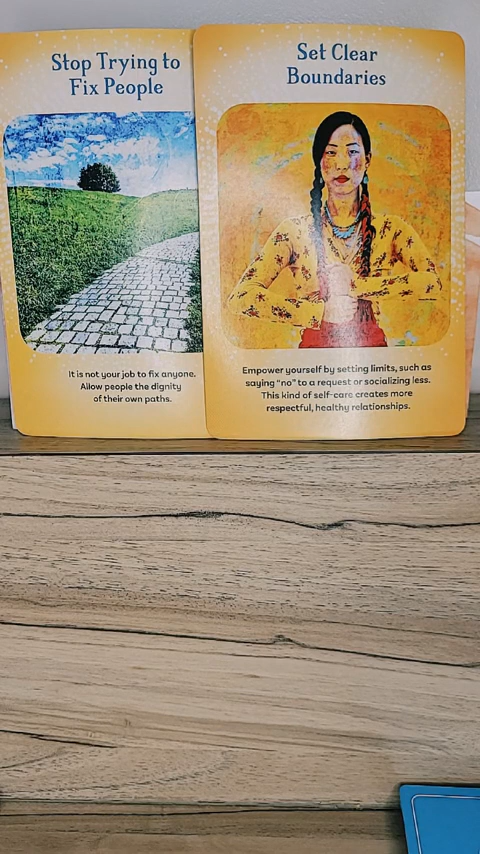 Stop Trying to
Fix People
It is not your job to fix anyone.
Allow people the dignity
of their own paths.
Set Clear
Boundaries
Empower yourself by setting limits, such as
saying "no" to a request or socializing less.
This kind of self-care creates more
respectful, healthy relationships.